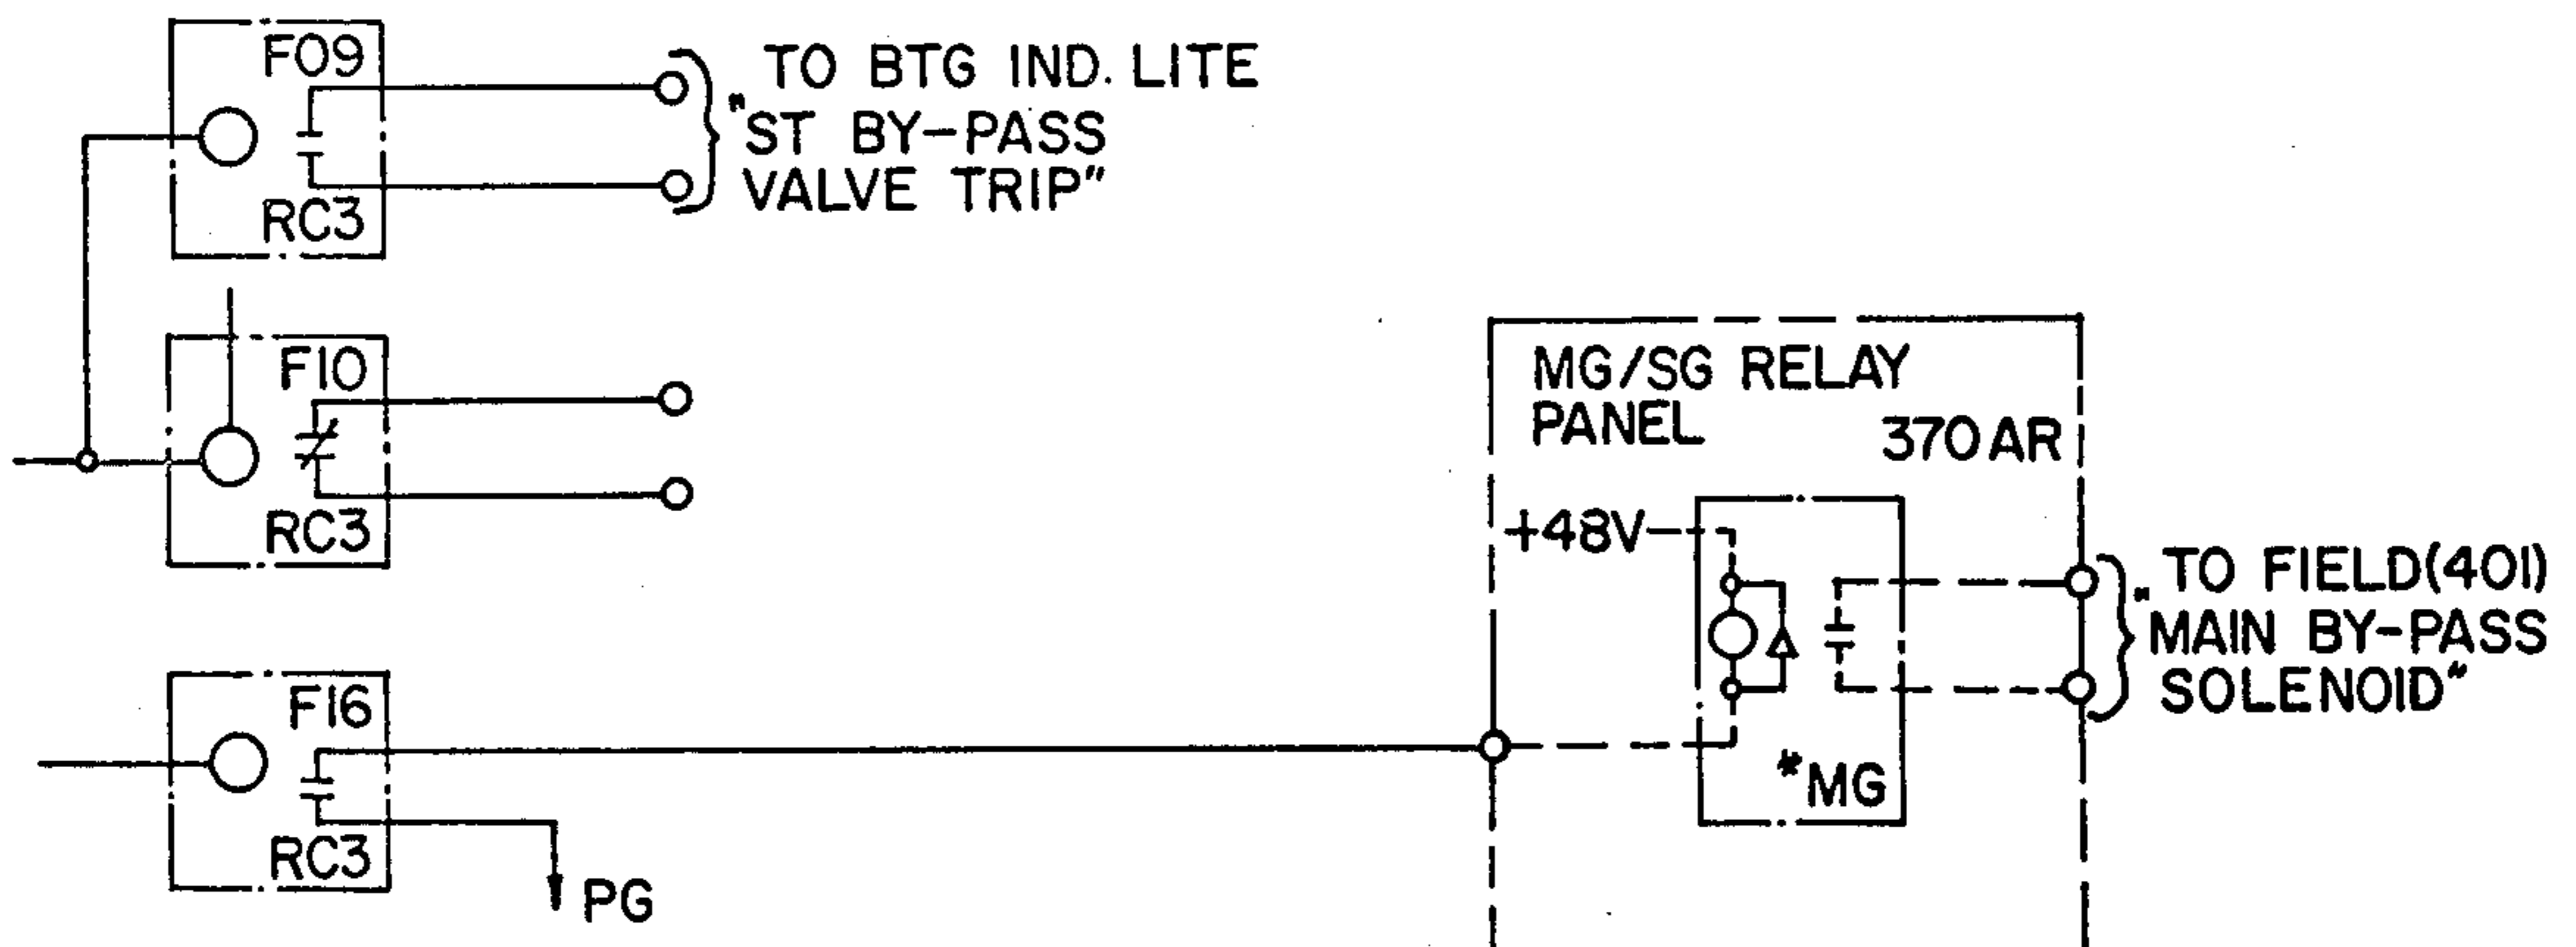 F09
RC3
TO BTG IND. LITE
"ST BY-PASS
VALVE TRIP"
F10
RC3
F16
RC3
PG
MG/SG RELAY
PANEL
370AR
+48V
*MG
TO FIELD(401)
"MAIN BY-PASS
SOLENOID"